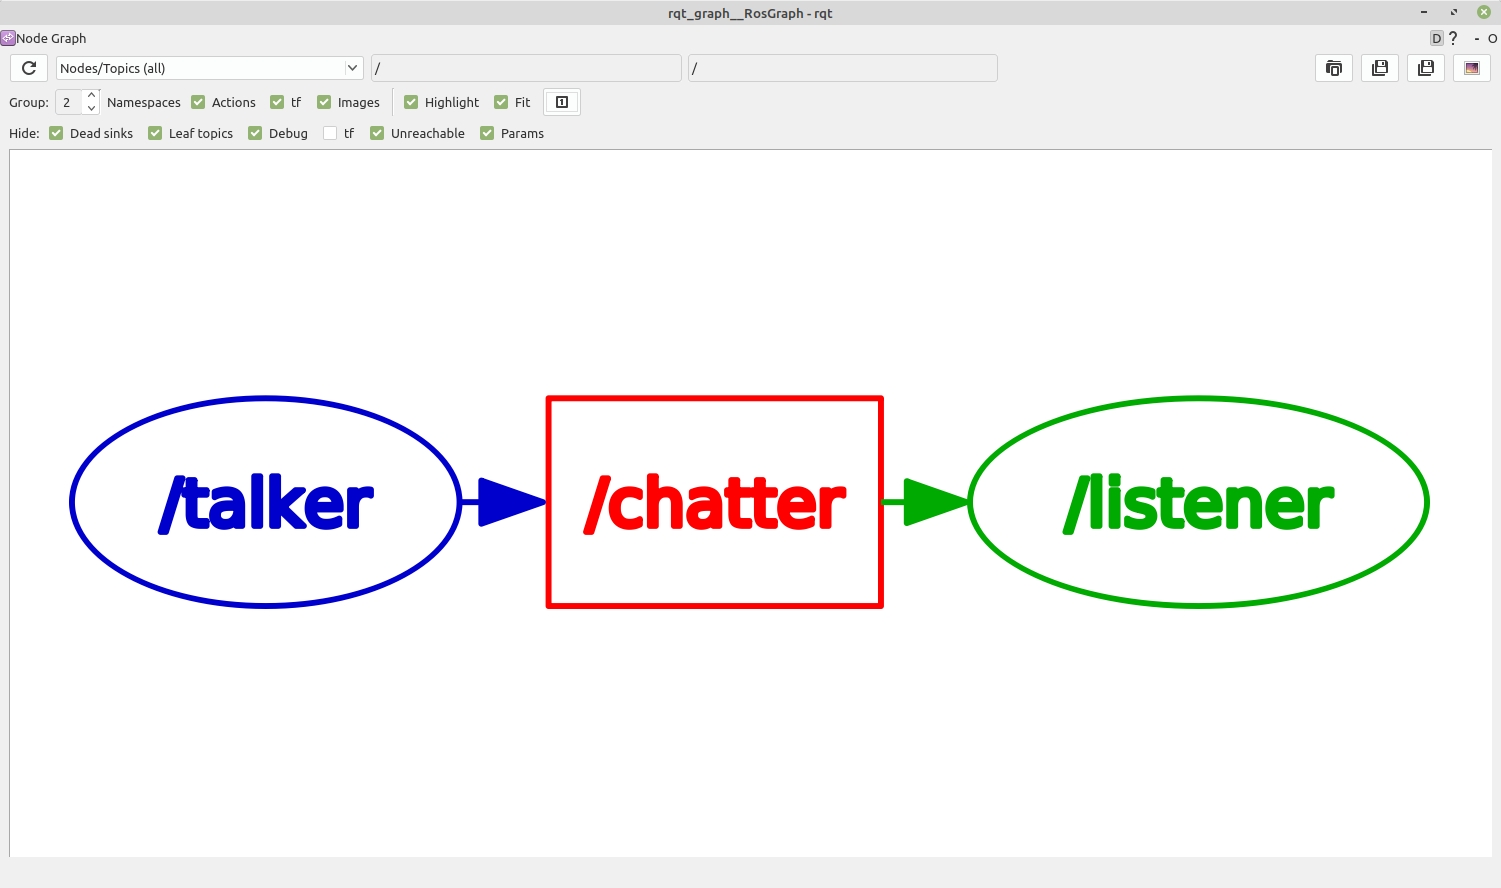 rqt_graph__RosGraph - rqt
Node Graph
D ? - O
Nodes/Topics (all) / /
Group: 2 Namespaces Actions tf Images Highlight Fit 1
Hide: Dead sinks Leaf topics Debug tf Unreachable Params
/talker /chatter /listener